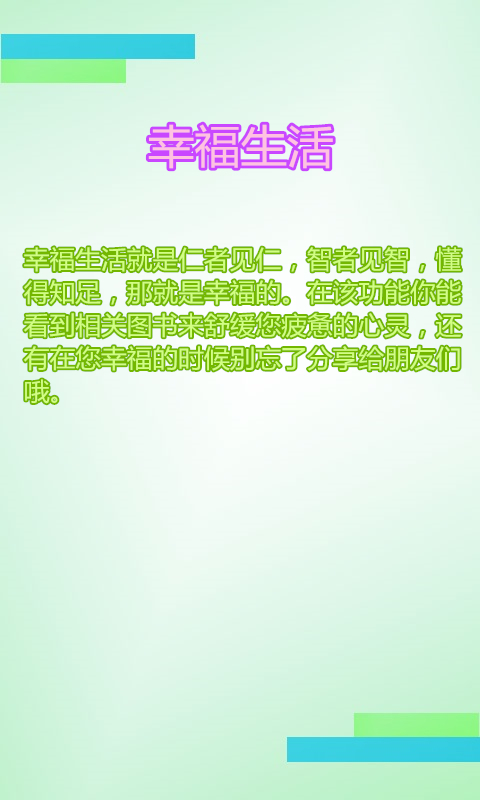 幸福生活
幸福生活就是仁者见仁，智者见智，懂
得知足，那就是幸福的。在该功能你能
看到相关图书来舒缓您疲惫的心灵，还
有在您幸福的时候别忘了分享给朋友们
哦。